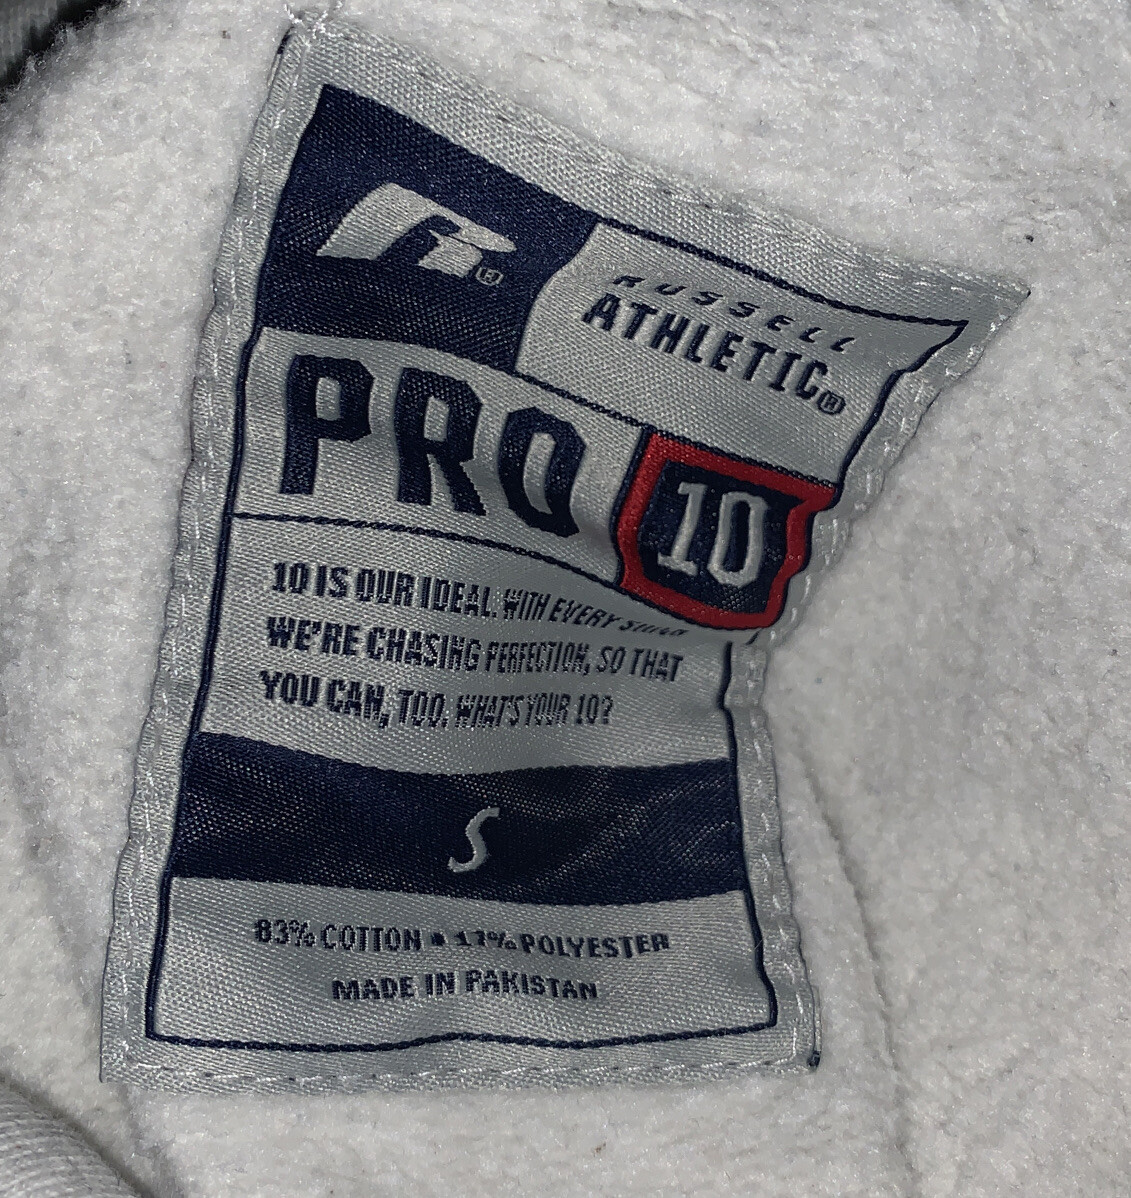 R®
RUSSELL
ATHLETIC®
PRO 10
10 IS OUR IDEAL. WITH EVERY
WE'RE CHASING PERFECTION, SO THAT
YOU CAN, TOO. WHAT'S YOUR 10?
S
83% COTTON ▪ 17% POLYESTER
MADE IN PAKISTAN